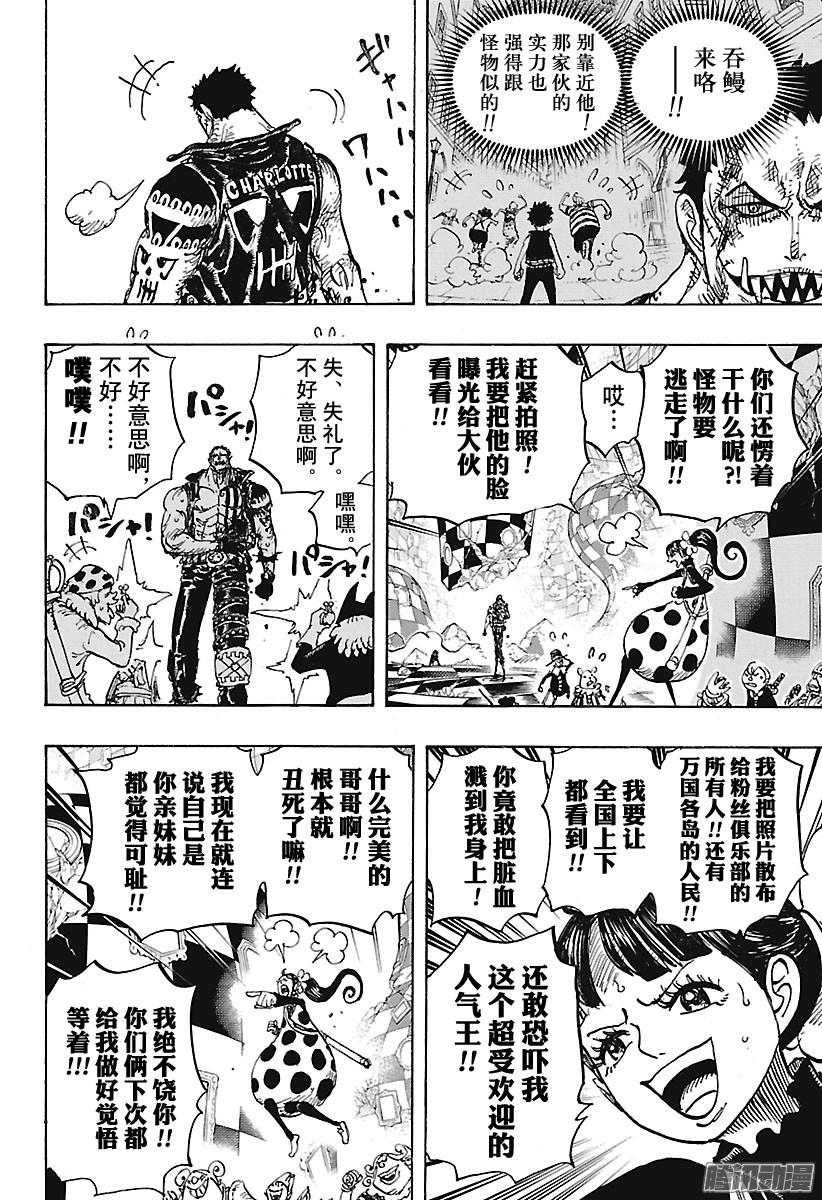 吞鳗
来咯
——!!
别靠近他！
那家伙的
实力也
强得跟
怪物似的!!
ギャー
ワイワイ
CHARLOTTE
你们还愣着
干什么呢?!
怪物要
逃走了啊!!
哎…
赶紧拍照！
我要把他的脸
曝光给大伙
看看!!
失、失礼了。
不好意思啊。
嘿嘿。
不好意思啊，
不好……
噗噗!!
パシャ!
パシャ!
パシャ!
我要把照片散布
给粉丝俱乐部的
所有人!!还有
万国各岛的人民!!
我要让
全国上下
都看到!!
你竟敢把脏血
溅到我身上！
还敢恐吓我
这个超受欢迎的
人气王!!
什么完美的
哥哥啊!!
根本就
丑死了嘛!!
我现在就连
说自己是
你亲妹妹
都觉得可耻!!
我绝不饶你!!
你们俩下次都
给我做好觉悟
等着!!!
腾讯动漫